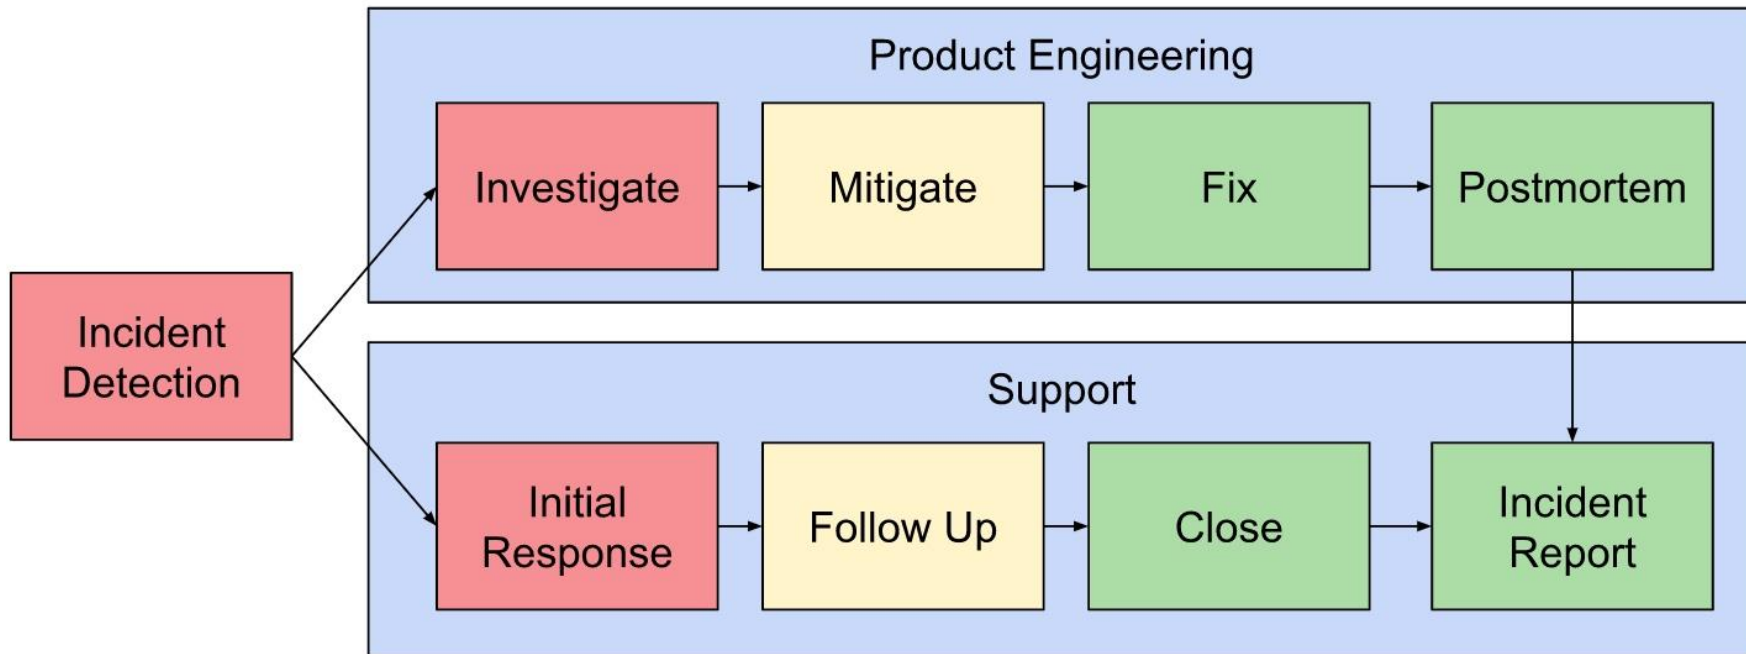 Product Engineering
Investigate
Mitigate
Fix
Postmortem
Incident
Detection
Support
Initial
Response
Follow Up
Close
Incident
Report